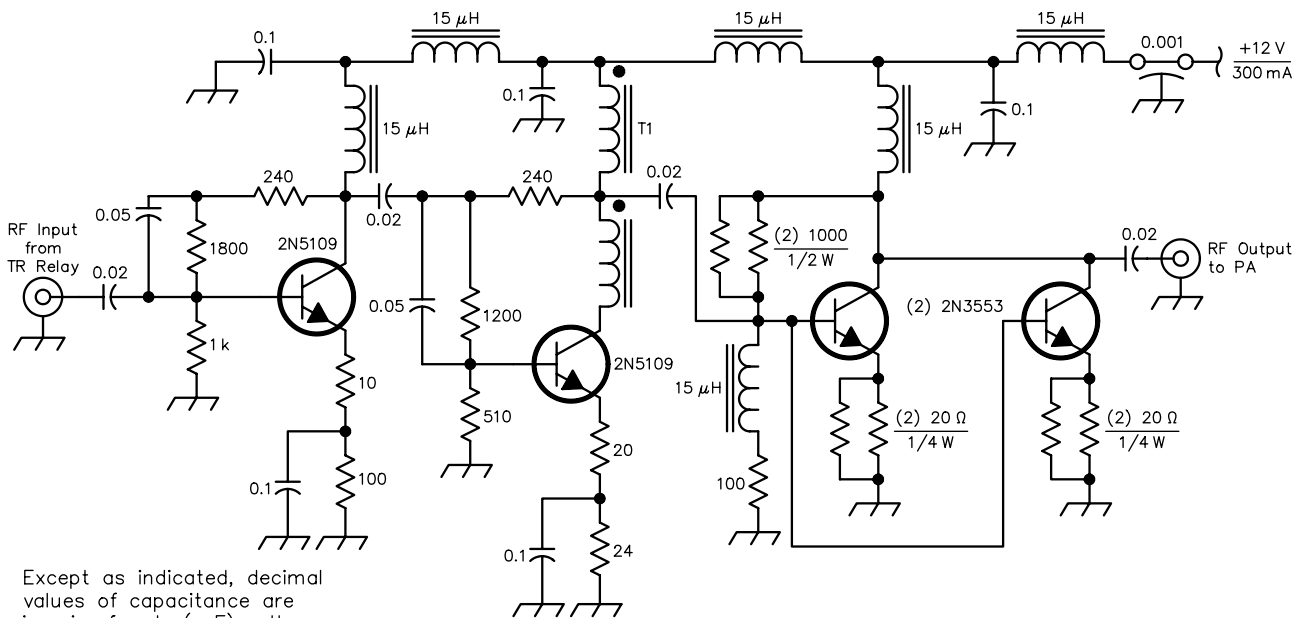 15 μH
15 μH
15 μH
0.1
0.001
+12 V
300 mA
0.1
0.1
15 μH
T1
15 μH
240
240
0.02
0.05
0.02
RF Input
from
TR Relay
1800
2N5109
(2) 1000
1/2 W
0.02
RF Output
to PA
0.02
0.05
1200
(2) 2N3553
1 k
10
2N5109
15 μH
510
20
(2) 20 Ω
1/4 W
(2) 20 Ω
1/4 W
0.1
100
100
0.1
24
Except as indicated, decimal
values of capacitance are